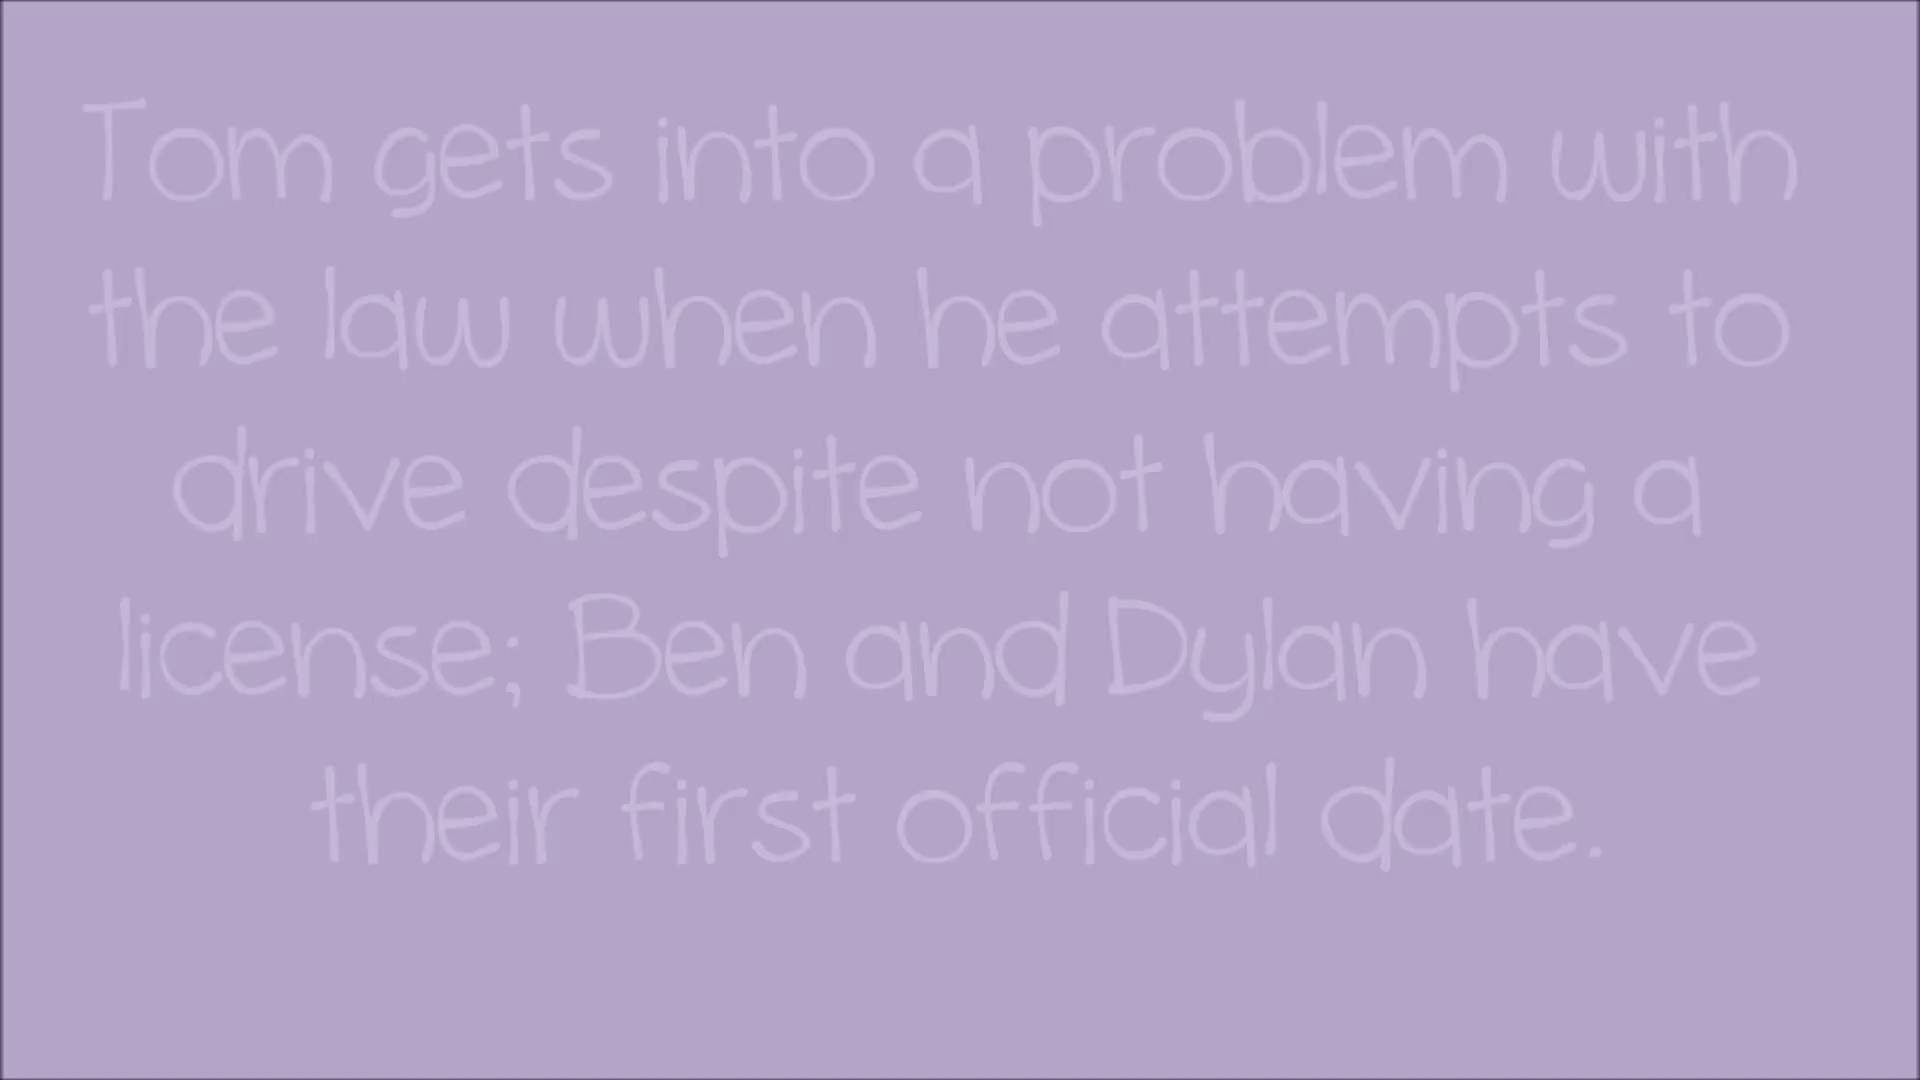 Tom gets into a problem with
the law when he attempts to
drive despite not having a
license; Ben and Dylan have
their first official date.